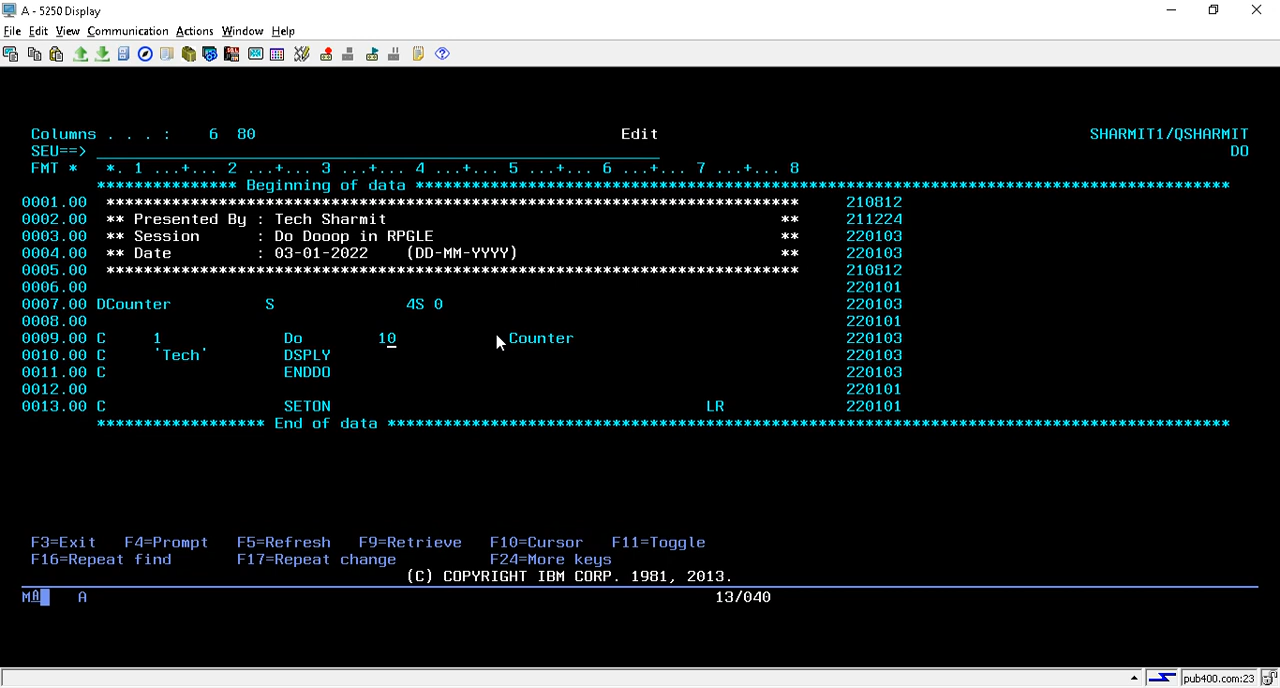 A - 5250 Display
File Edit View Communication Actions Window Help
Columns . . . : 6 80 Edit SHARMIT1/QSHARMIT
SEU==> DO
FMT * *. 1 ...+... 2 ...+... 3 ...+... 4 ...+... 5 ...+... 6 ...+... 7 ...+... 8
*************** Beginning of data ***************************************************************************************
0001.00 ************************************************************************** 210812
0002.00 ** Presented By : Tech Sharmit ** 211224
0003.00 ** Session : Do Dooop in RPGLE ** 220103
0004.00 ** Date : 03-01-2022 (DD-MM-YYYY) ** 220103
0005.00 ************************************************************************** 210812
0006.00 220101
0007.00 DCounter S 4S 0 220103
0008.00 220101
0009.00 C 1 Do 10 Counter 220103
0010.00 C 'Tech' DSPLY 220103
0011.00 C ENDDO 220103
0012.00 220101
0013.00 C SETON LR 220101
****************** End of data ******************************************************************************************
F3=Exit F4=Prompt F5=Refresh F9=Retrieve F10=Cursor F11=Toggle
F16=Repeat find F17=Repeat change F24=More keys
(C) COPYRIGHT IBM CORP. 1981, 2013.
MA A 13/040
pub400.com:23